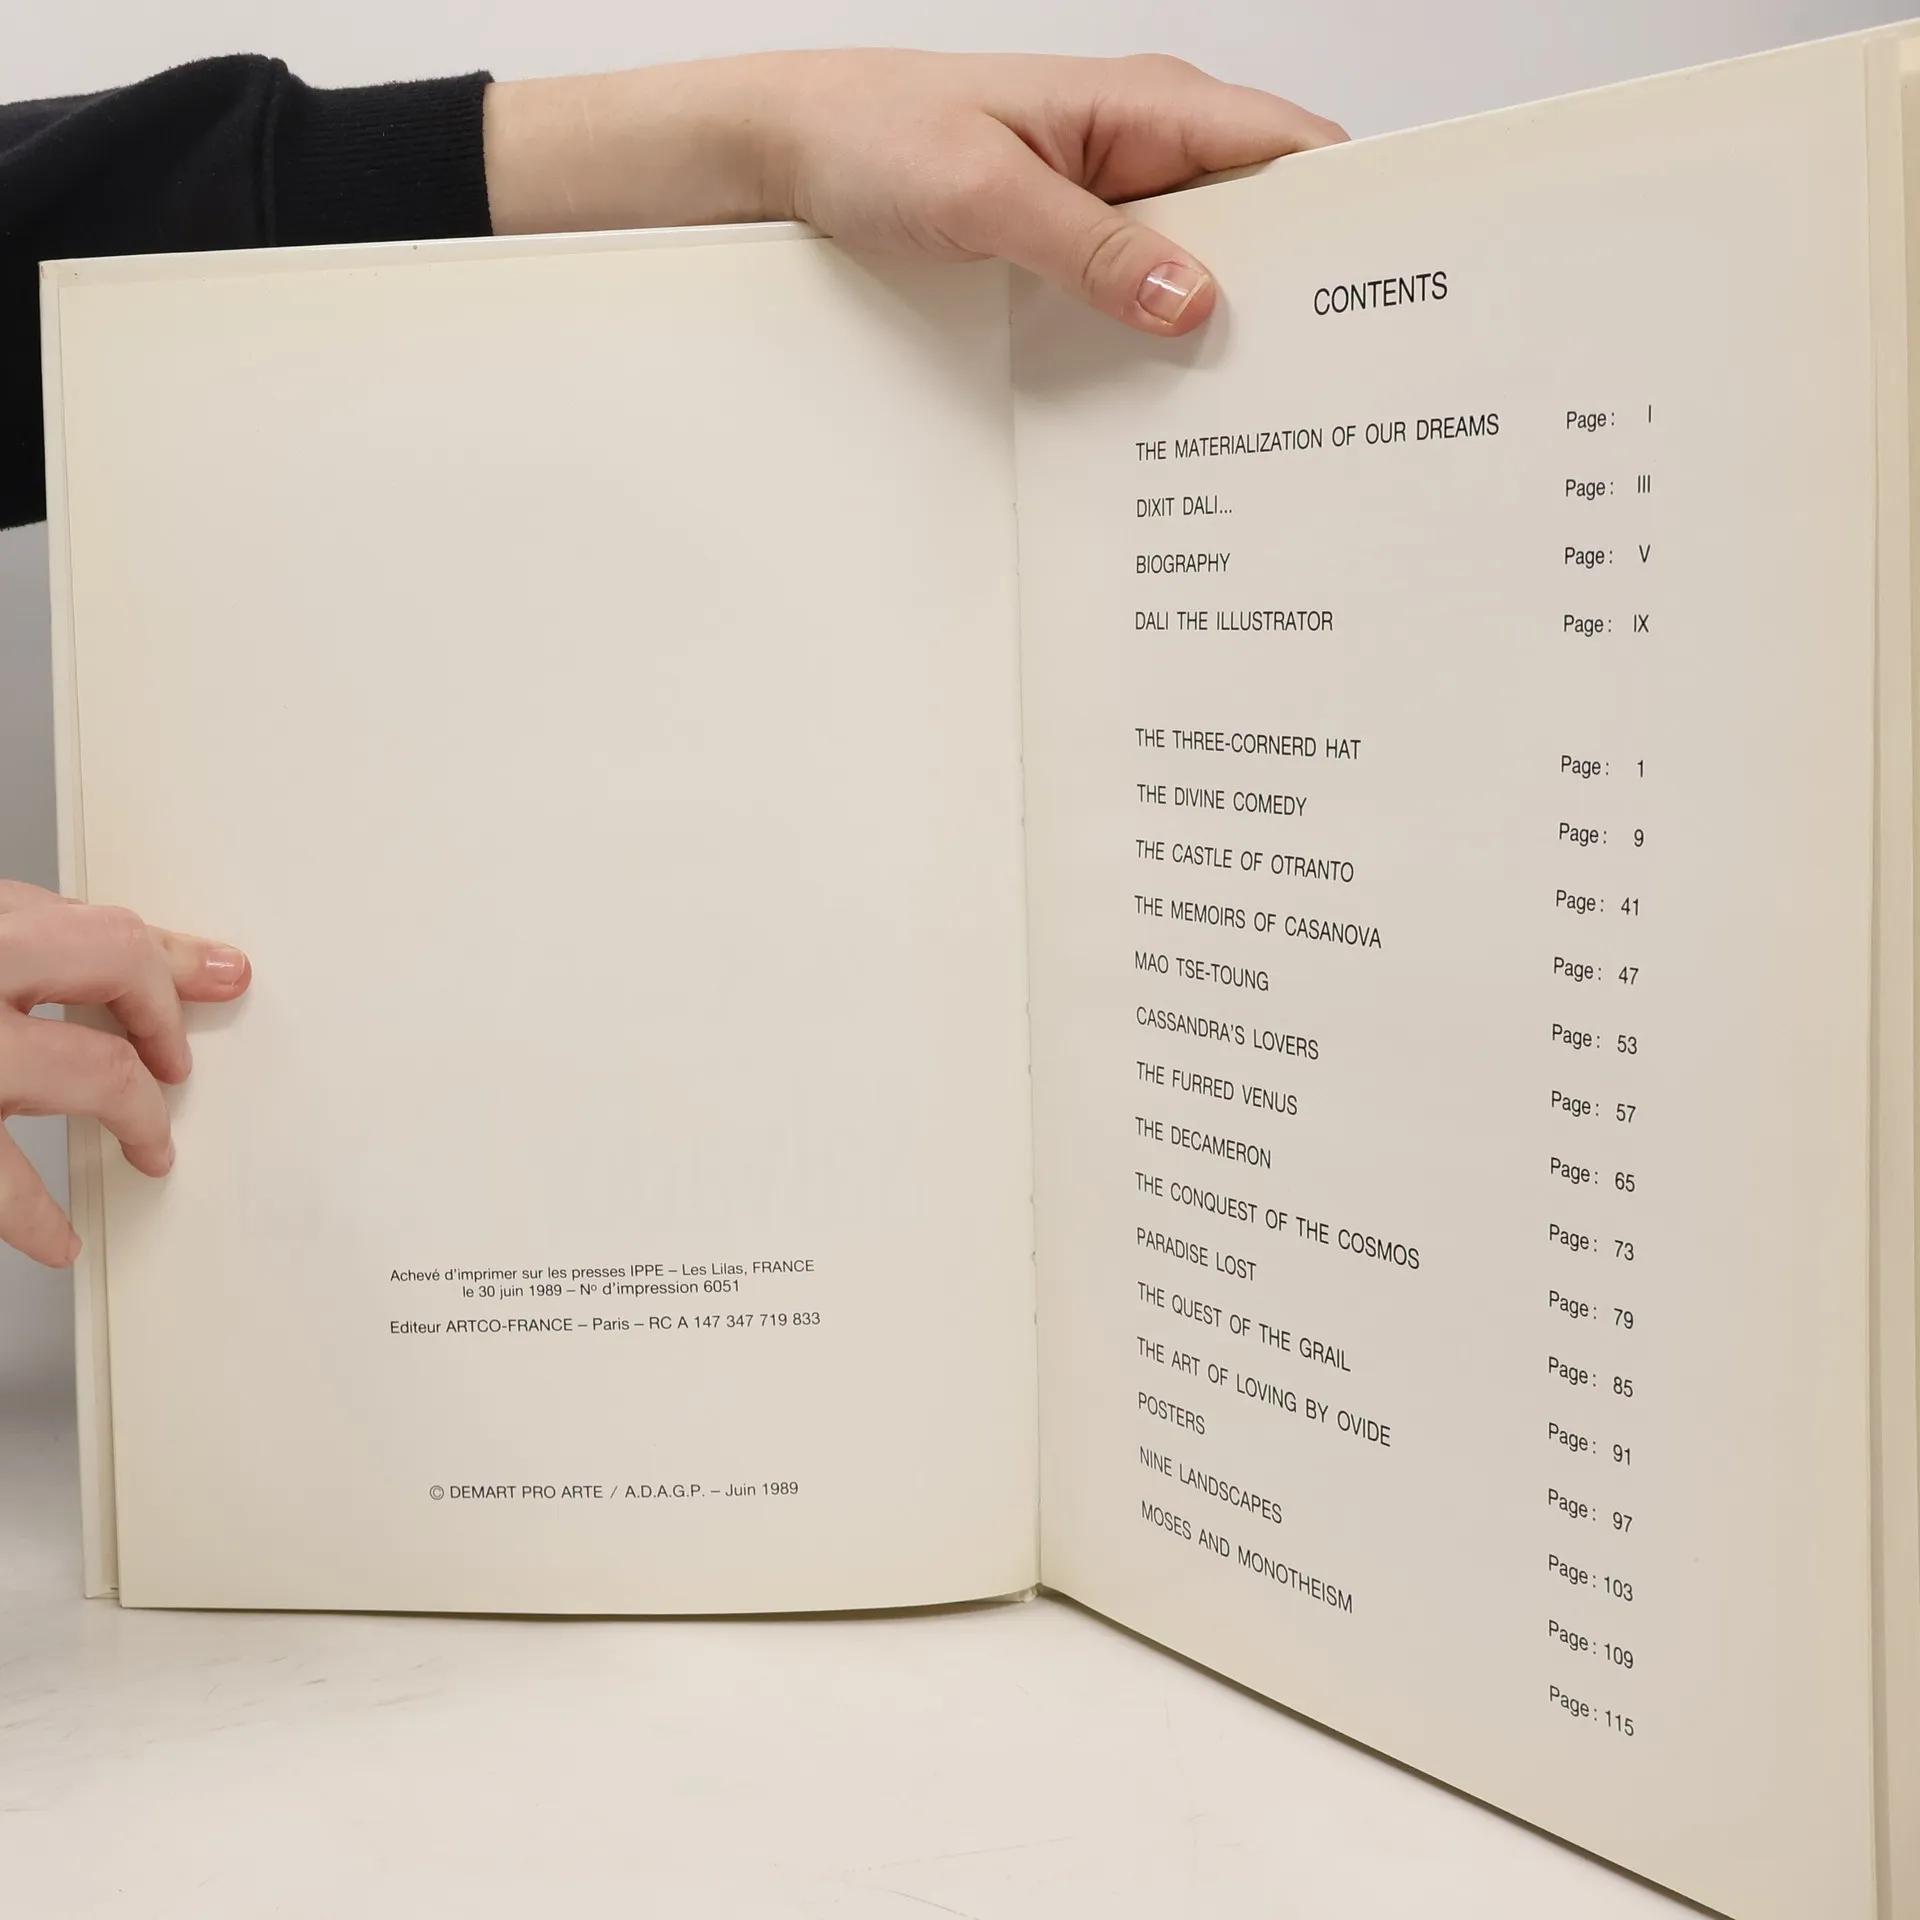 Achevé d'imprimer sur les presses IPPE – Les Lilas, FRANCE
le 30 juin 1989 – Nº d'impression 6051
Editeur ARTCO-FRANCE – Paris – RC A 147 347 719 833
© DEMART PRO ARTE / A.D.A.G.P. – Juin 1989
CONTENTS
THE MATERIALIZATION OF OUR DREAMS Page: I
DIXIT DALI... Page: III
BIOGRAPHY Page: V
DALI THE ILLUSTRATOR Page: IX
THE THREE-CORNERD HAT Page: 1
THE DIVINE COMEDY Page: 9
THE CASTLE OF OTRANTO Page: 41
THE MEMOIRS OF CASANOVA Page: 47
MAO TSE-TOUNG Page: 53
CASSANDRA'S LOVERS Page: 57
THE FURRED VENUS Page: 65
THE DECAMERON Page: 73
THE CONQUEST OF THE COSMOS Page: 79
PARADISE LOST Page: 85
THE QUEST OF THE GRAIL Page: 91
THE ART OF LOVING BY OVIDE Page: 97
POSTERS Page: 103
NINE LANDSCAPES Page: 109
MOSES AND MONOTHEISM Page: 115